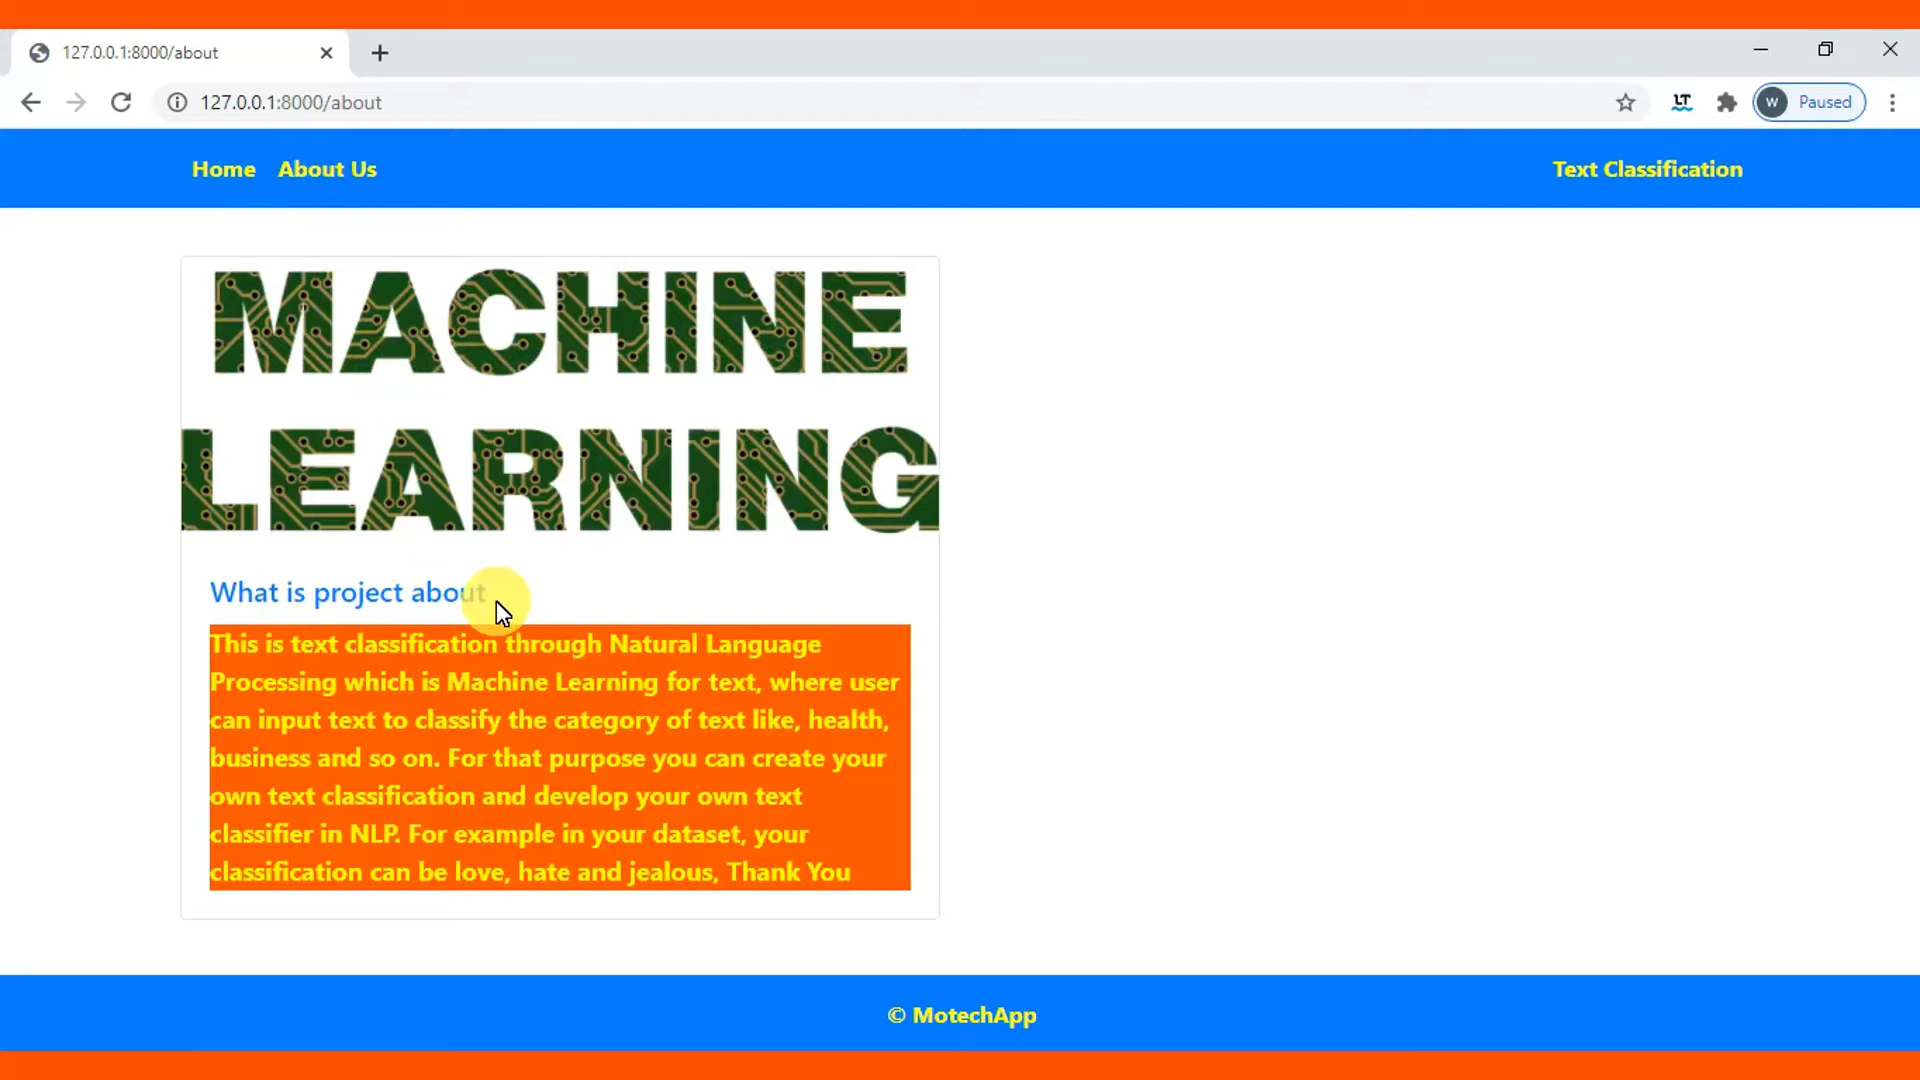 127.0.0.1:8000/about
127.0.0.1:8000/about
LT
W Paused
Home About Us Text Classification
MACHINE
LEARNING
What is project about
This is text classification through Natural Language
Processing which is Machine Learning for text, where user
can input text to classify the category of text like, health,
business and so on. For that purpose you can create your
own text classification and develop your own text
classifier in NLP. For example in your dataset, your
classification can be love, hate and jealous, Thank You
© MotechApp